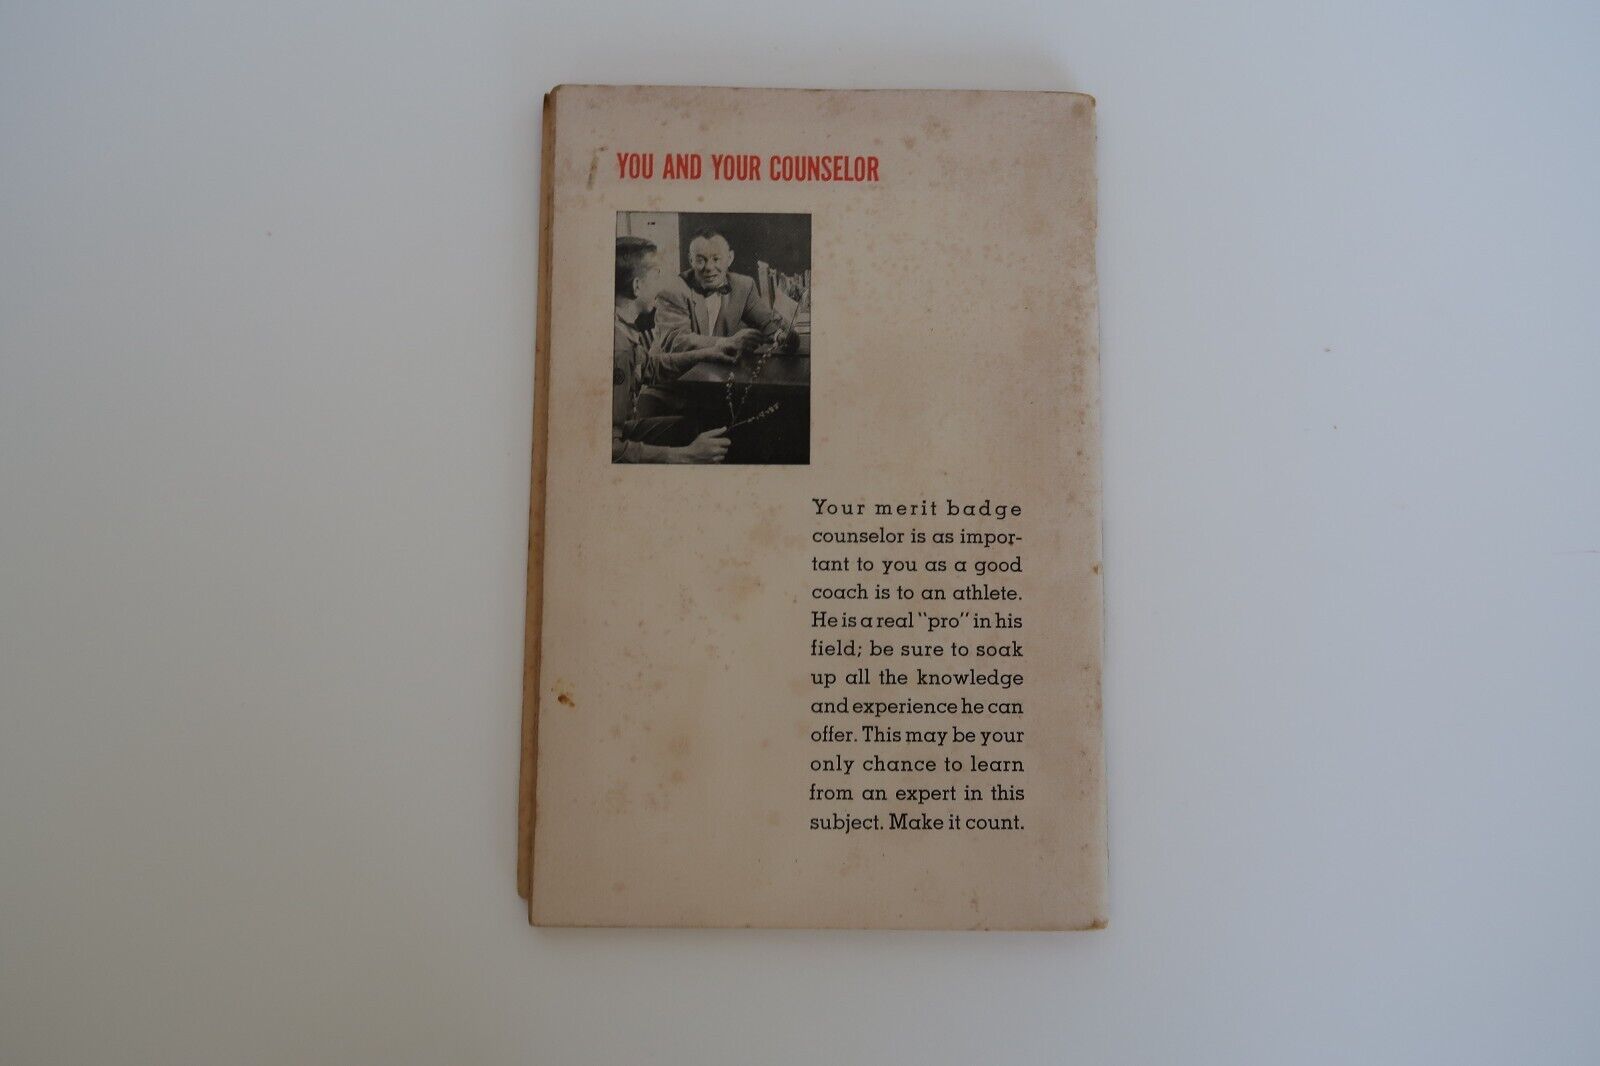 YOU AND YOUR COUNSELOR
Your merit badge
counselor is as impor-
tant to you as a good
coach is to an athlete.
He is a real "pro" in his
field; be sure to soak
up all the knowledge
and experience he can
offer. This may be your
only chance to learn
from an expert in this
subject. Make it count.